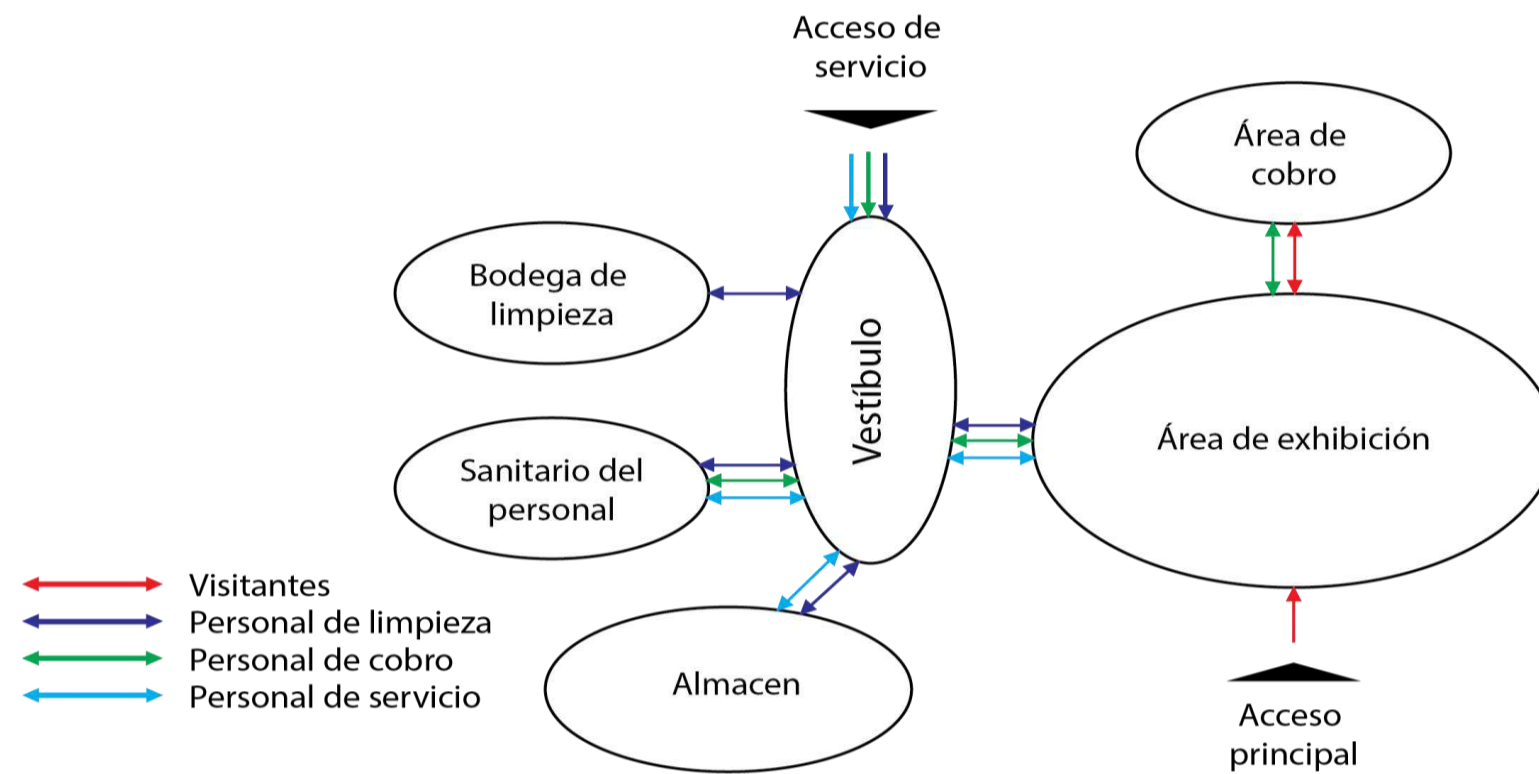 Acceso de
servicio
Área de
cobro
Bodega de
limpieza
Vestíbulo
Área de exhibición
Sanitario del
personal
Visitantes
Personal de limpieza
Personal de cobro
Personal de servicio
Almacen
Acceso
principal